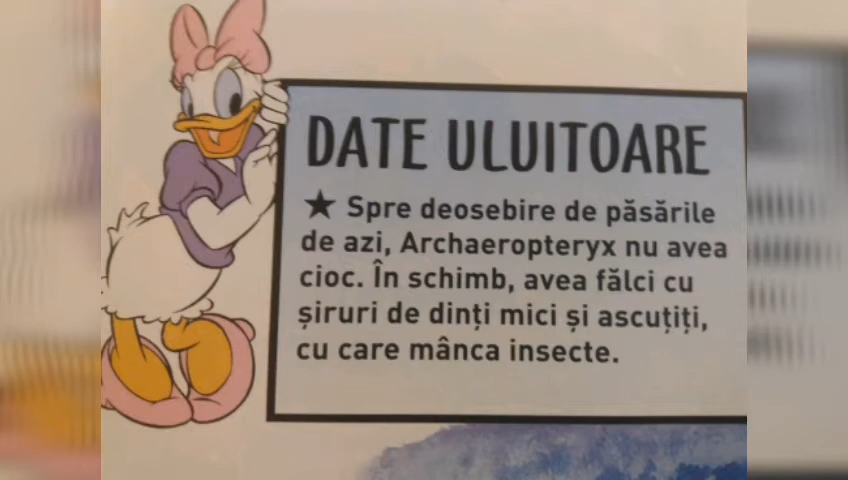 DATE ULUITOARE
★ Spre deosebire de păsările
de azi, Archaeropteryx nu avea
cioc. În schimb, avea fălci cu
șiruri de dinți mici și ascuțiți,
cu care mânca insecte.